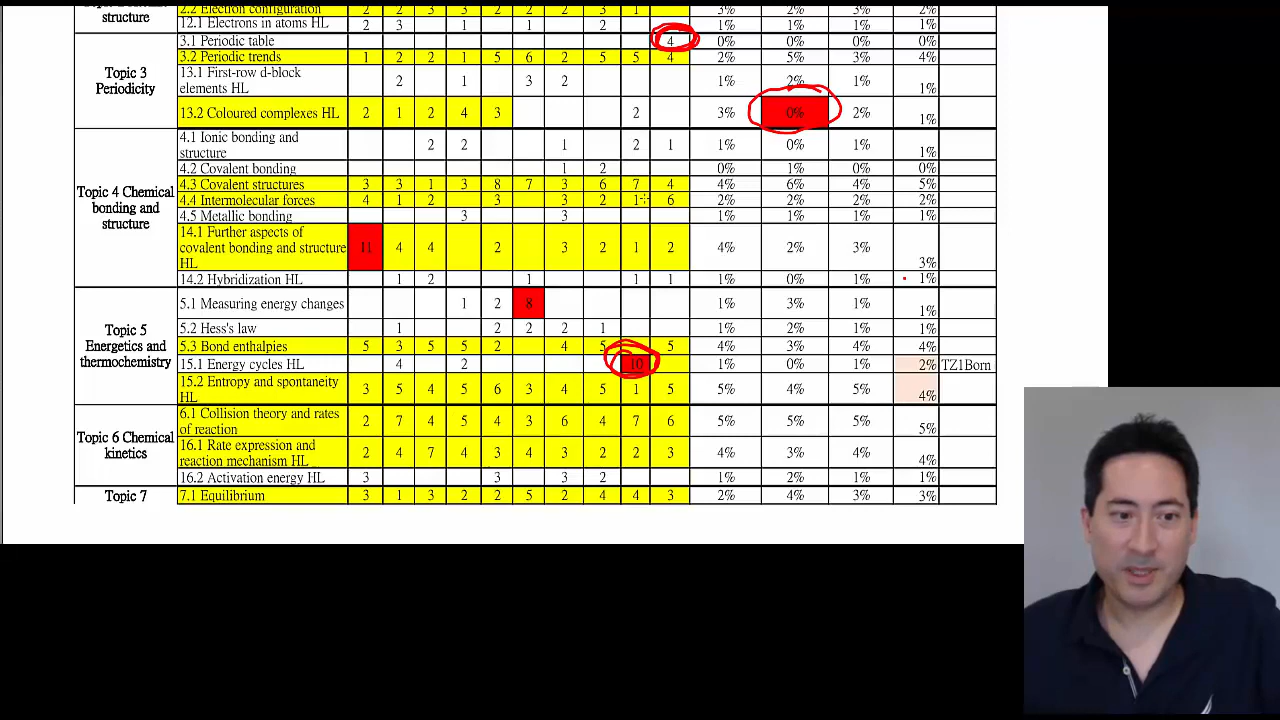 structure
2.2 Electron configuration 2 2 3 3 2 2 2 3 1 3% 2% 3% 2%
12.1 Electrons in atoms HL 2 3 1 1 2 1% 1% 1% 1%
Topic 3 Periodicity
3.1 Periodic table 4 0% 0% 0% 0%
3.2 Periodic trends 1 2 2 1 5 6 2 5 5 4 2% 5% 3% 4%
13.1 First-row d-block
elements HL 2 1 3 2 1% 2% 1% 1%
13.2 Coloured complexes HL 2 1 2 4 3 2 3% 0% 2% 1%
Topic 4 Chemical
bonding and
structure
4.1 Ionic bonding and
structure 2 2 1 2 1 1% 0% 1% 1%
4.2 Covalent bonding 1 2 0% 1% 0% 0%
4.3 Covalent structures 3 3 1 3 8 7 3 6 7 4 4% 6% 4% 5%
4.4 Intermolecular forces 4 1 2 3 3 2 1 6 2% 2% 2% 2%
4.5 Metallic bonding 3 3 1% 1% 1% 1%
14.1 Further aspects of
covalent bonding and structure
HL 11 4 4 2 3 2 1 2 4% 2% 3% 3%
14.2 Hybridization HL 1 2 1 1 1 1% 0% 1% 1%
Topic 5
Energetics and
thermochemistry
5.1 Measuring energy changes 1 2 8 1% 3% 1% 1%
5.2 Hess's law 1 2 2 2 1 1% 2% 1% 1%
5.3 Bond enthalpies 5 3 5 5 2 4 5 5 4% 3% 4% 4%
15.1 Energy cycles HL 4 2 10 1% 0% 1% 2% TZ1Born
15.2 Entropy and spontaneity
HL 3 5 4 5 6 3 4 5 1 5 5% 4% 5% 4%
Topic 6 Chemical
kinetics
6.1 Collision theory and rates
of reaction 2 7 4 5 4 3 6 4 7 6 5% 5% 5% 5%
16.1 Rate expression and
reaction mechanism HL 2 4 7 4 3 4 3 2 2 3 4% 3% 4% 4%
16.2 Activation energy HL 3 3 3 2 1% 2% 1% 1%
Topic 7
7.1 Equilibrium 3 1 3 2 2 5 2 4 4 3 2% 4% 3% 3%